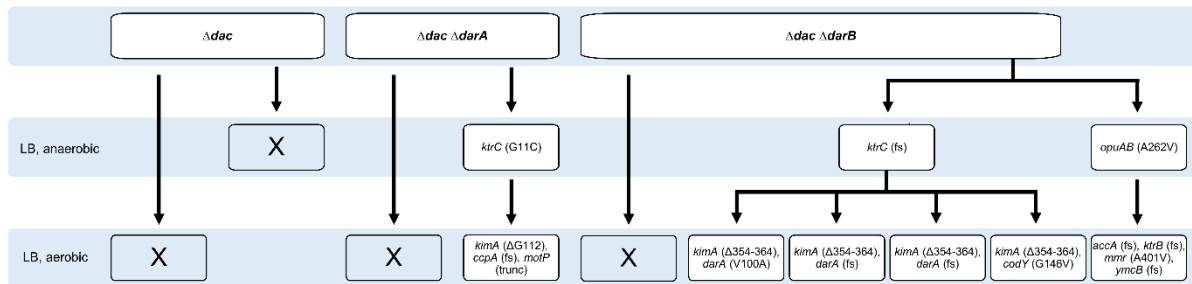 Δdac
Δdac ΔdarA
Δdac ΔdarB
LB, anaerobic
X
ktrC (G11C)
ktrC (fs)
opuAB (A262V)
LB, aerobic
X
X
kimA (ΔG112),
ccpA (fs), motP
(trunc)
X
kimA (Δ354-364),
darA (V100A)
kimA (Δ354-364),
darA (fs)
kimA (Δ354-364),
darA (fs)
kimA (Δ354-364),
codY (G146V)
accA (fs), ktrB (fs),
mmr (A401V),
ymcB (fs)